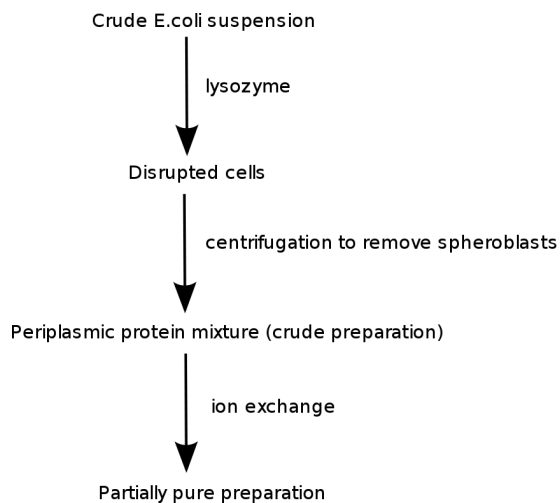 Crude E.coli suspension
lysozyme
Disrupted cells
centrifugation to remove spheroblasts
Periplasmic protein mixture (crude preparation)
ion exchange
Partially pure preparation